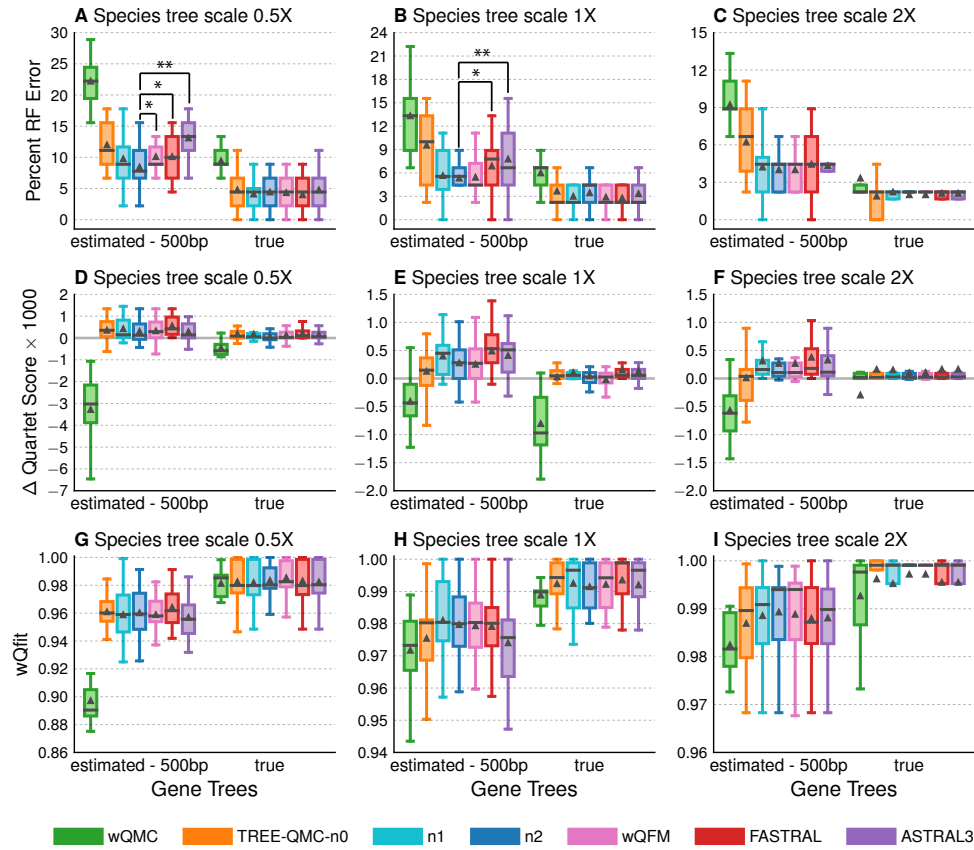 A Species tree scale 0.5X
B Species tree scale 1X
C Species tree scale 2X
Percent RF Error
30
25
20
15
10
5
0
**
*
*
estimated - 500bp
true
24
21
18
15
12
9
6
3
0
**
*
estimated - 500bp
true
15
12
9
6
3
0
estimated - 500bp
true
D Species tree scale 0.5X
E Species tree scale 1X
F Species tree scale 2X
Δ Quartet Score × 1000
2
1
0
−1
−2
−3
−4
−5
−6
−7
estimated - 500bp
true
1.5
1.0
0.5
0.0
−0.5
−1.0
−1.5
−2.0
estimated - 500bp
true
1.5
1.0
0.5
0.0
−0.5
−1.0
−1.5
−2.0
estimated - 500bp
true
G Species tree scale 0.5X
H Species tree scale 1X
I Species tree scale 2X
wQfit
1.00
0.98
0.96
0.94
0.92
0.90
0.88
0.86
estimated - 500bp
true
Gene Trees
1.00
0.99
0.98
0.97
0.96
0.95
0.94
estimated - 500bp
true
Gene Trees
1.00
0.99
0.98
0.97
0.96
estimated - 500bp
true
Gene Trees
wQMC
TREE-QMC-n0
n1
n2
wQFM
FASTRAL
ASTRAL3